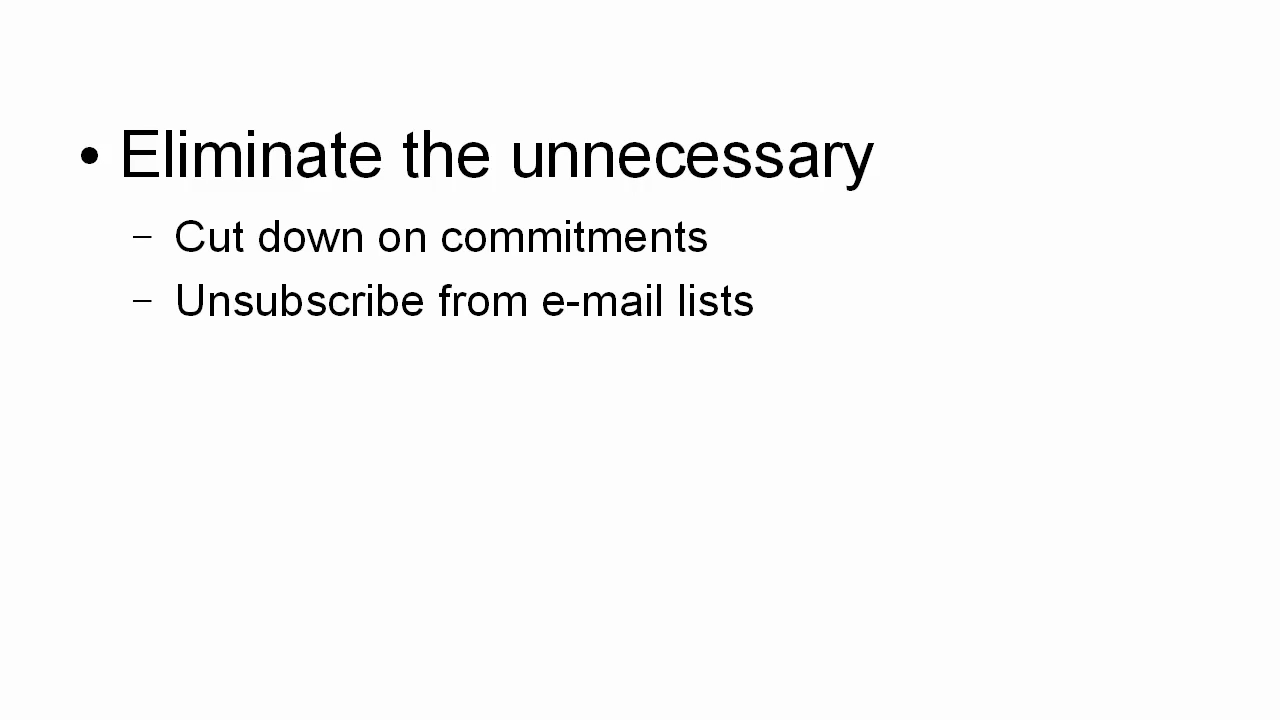 • Eliminate the unnecessary
– Cut down on commitments
– Unsubscribe from e-mail lists